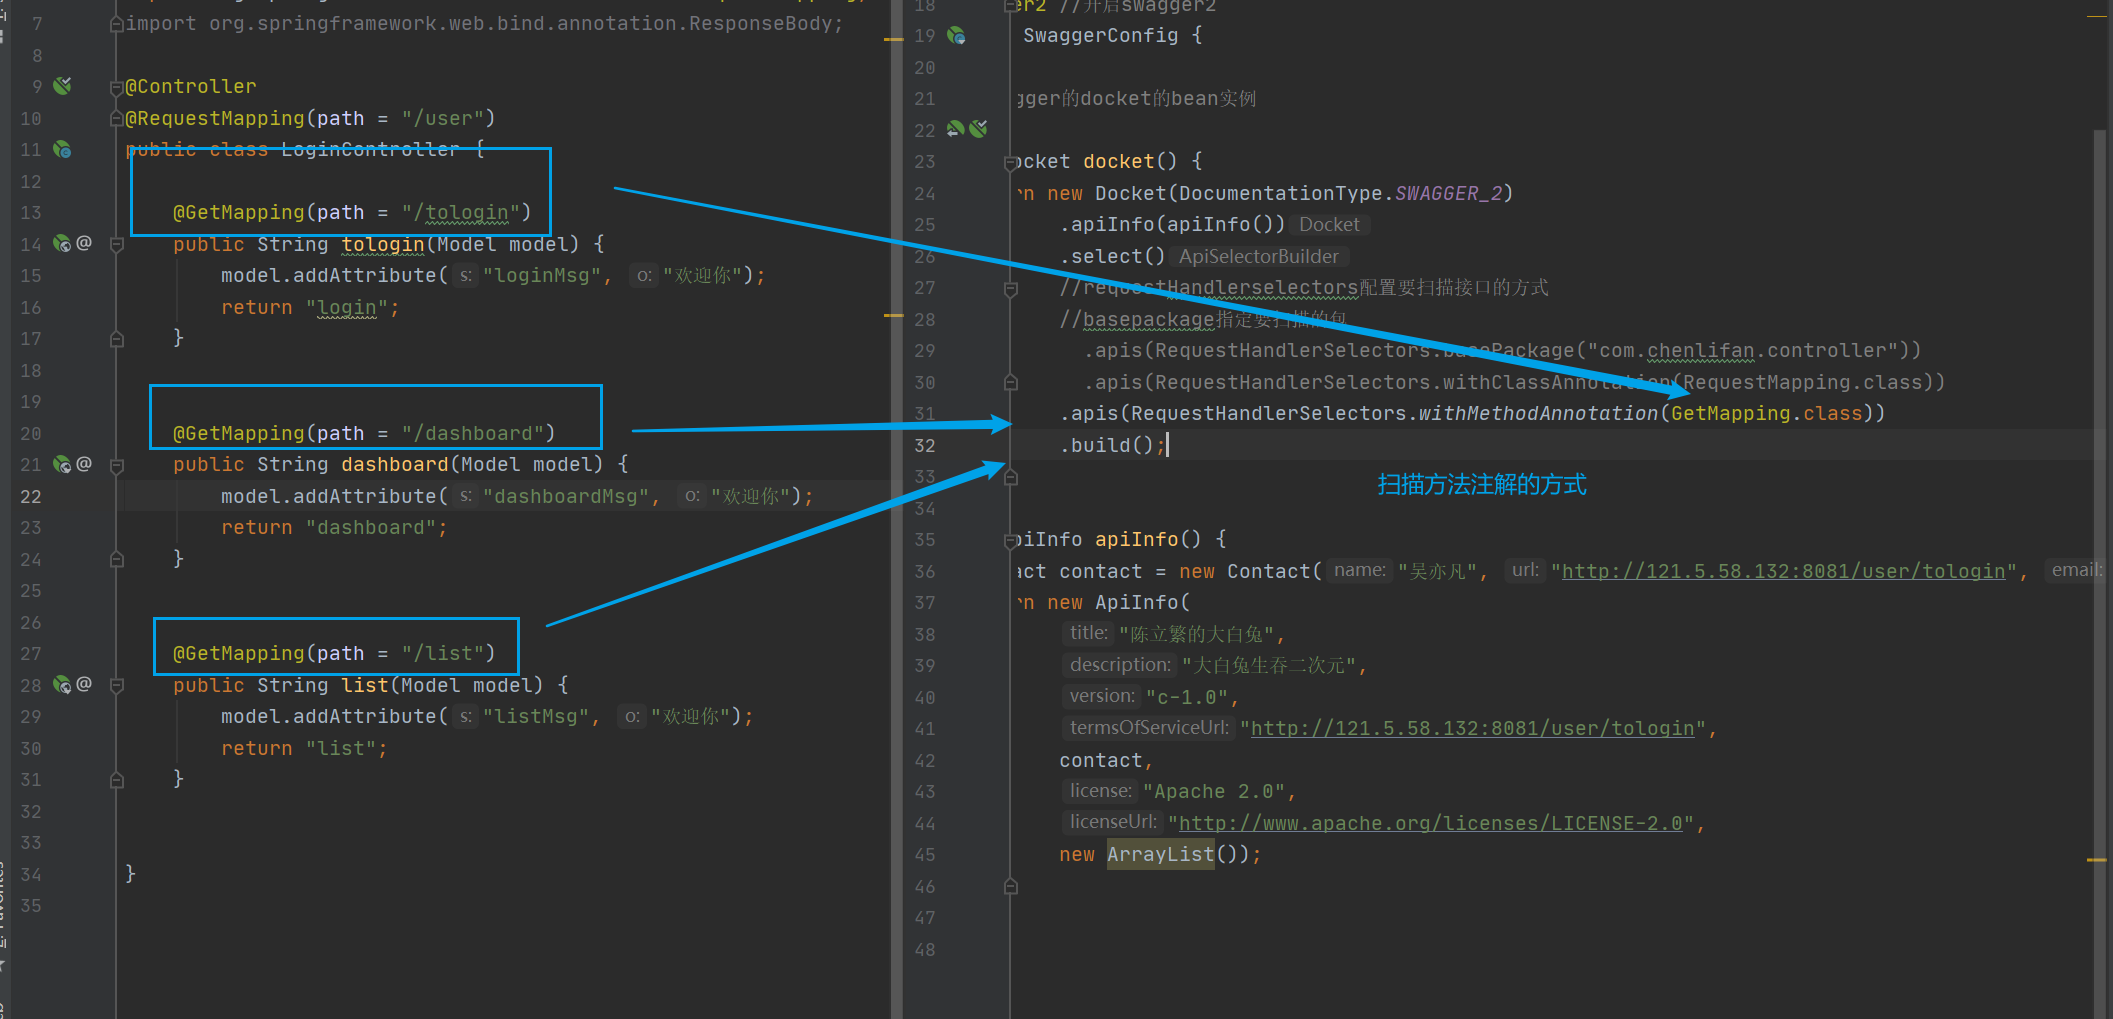 7 import org.springframework.web.bind.annotation.ResponseBody;
8
9 @Controller
10 @RequestMapping(path = "/user")
11 public class LoginController {
12
13 @GetMapping(path = "/tologin")
14 @ public String tologin(Model model) {
15 model.addAttribute( s: "loginMsg", o: "欢迎你");
16 return "login";
17 }
18
19
20 @GetMapping(path = "/dashboard")
21 @ public String dashboard(Model model) {
22 model.addAttribute( s: "dashboardMsg", o: "欢迎你");
23 return "dashboard";
24 }
25
26
27 @GetMapping(path = "/list")
28 @ public String list(Model model) {
29 model.addAttribute( s: "listMsg", o: "欢迎你");
30 return "list";
31 }
32
33
34 }
35
18 er2 //开启swagger2
19 SwaggerConfig {
20
21 gger的docket的bean实例
22
23 ocket docket() {
24 rn new Docket(DocumentationType.SWAGGER_2)
25 .apiInfo(apiInfo()) Docket
26 .select() ApiSelectorBuilder
27 //requestHandlerselectors配置要扫描接口的方式
28 //basepackage指定要扫描的包
29 .apis(RequestHandlerSelectors.basePackage("com.chenlifan.controller"))
30 .apis(RequestHandlerSelectors.withClassAnnotation(RequestMapping.class))
31 .apis(RequestHandlerSelectors.withMethodAnnotation(GetMapping.class))
32 .build();
33
扫描方法注解的方式
34
35 piInfo apiInfo() {
36 act contact = new Contact( name: "吴亦凡", url: "http://121.5.58.132:8081/user/tologin", email:
37 rn new ApiInfo(
38 title: "陈立繁的大白兔",
39 description: "大白兔生吞二次元",
40 version: "c-1.0",
41 termsOfServiceUrl: "http://121.5.58.132:8081/user/tologin",
42 contact,
43 license: "Apache 2.0",
44 licenseUrl: "http://www.apache.org/licenses/LICENSE-2.0",
45 new ArrayList());
46
47
48